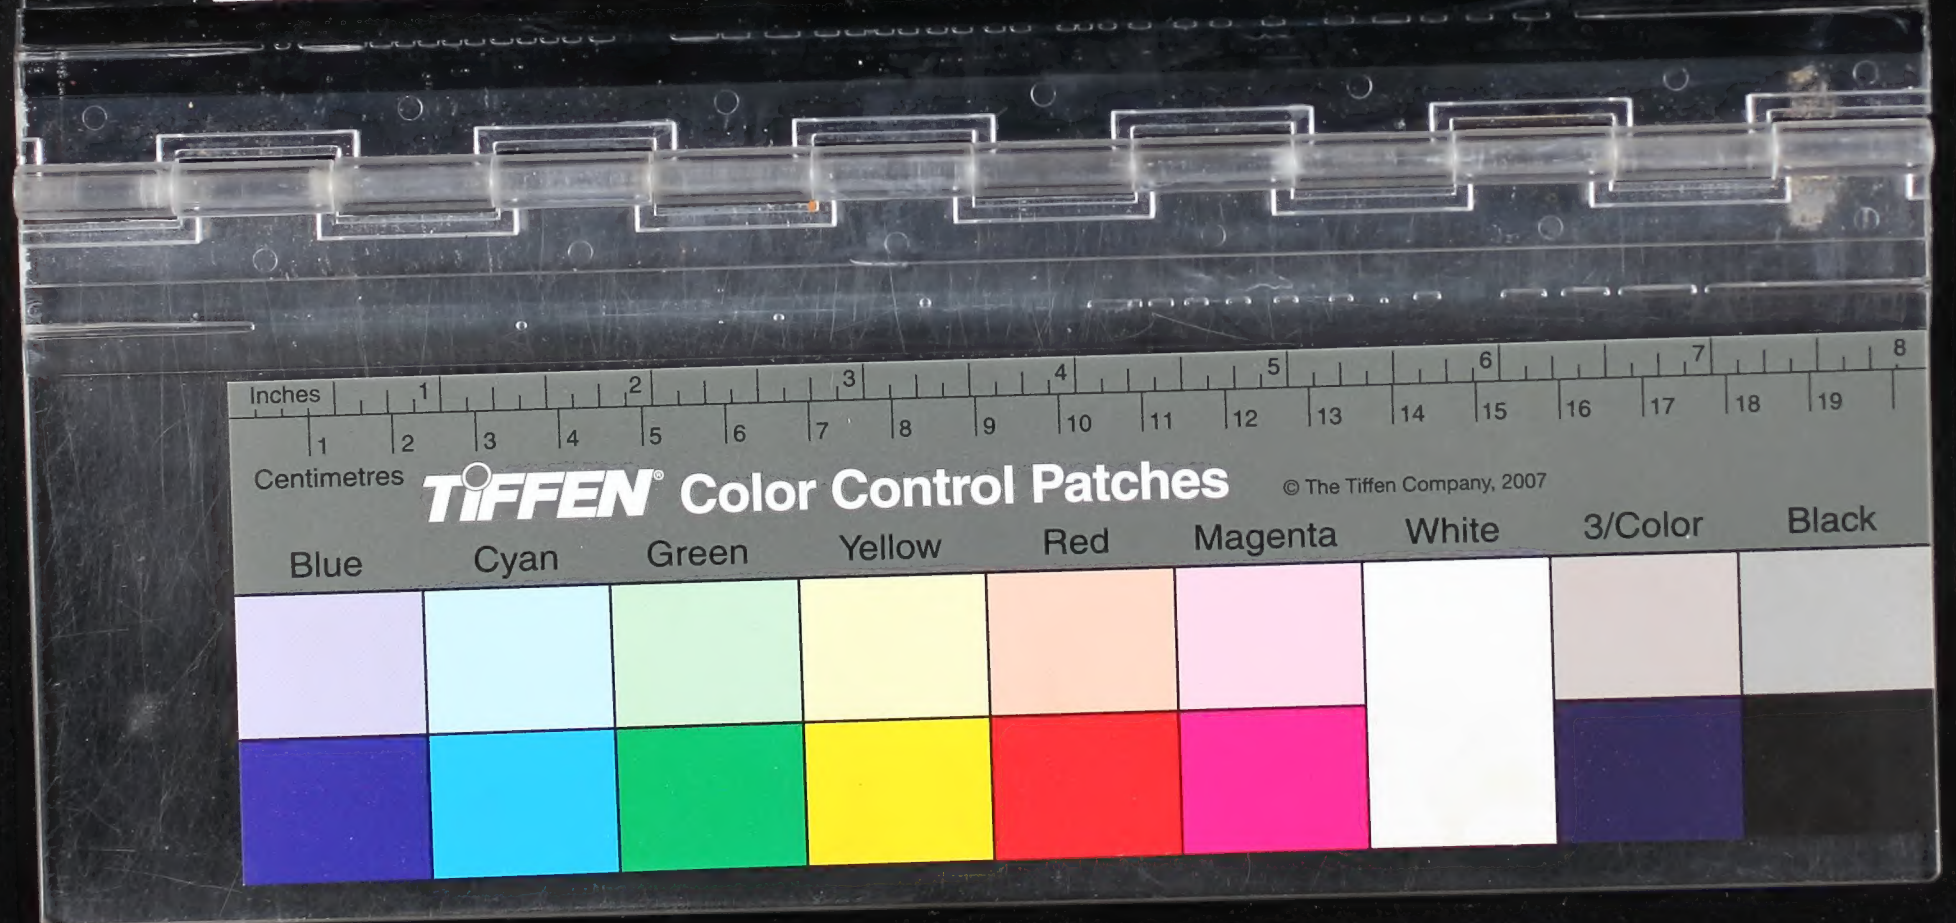 Inches 1 2 3 4 5 6 7 8
1 2 3 4 5 6 7 8 9 10 11 12 13 14 15 16 17 18 19
Centimetres TIFFEN® Color Control Patches © The Tiffen Company, 2007
Blue Cyan Green Yellow Red Magenta White 3/Color Black